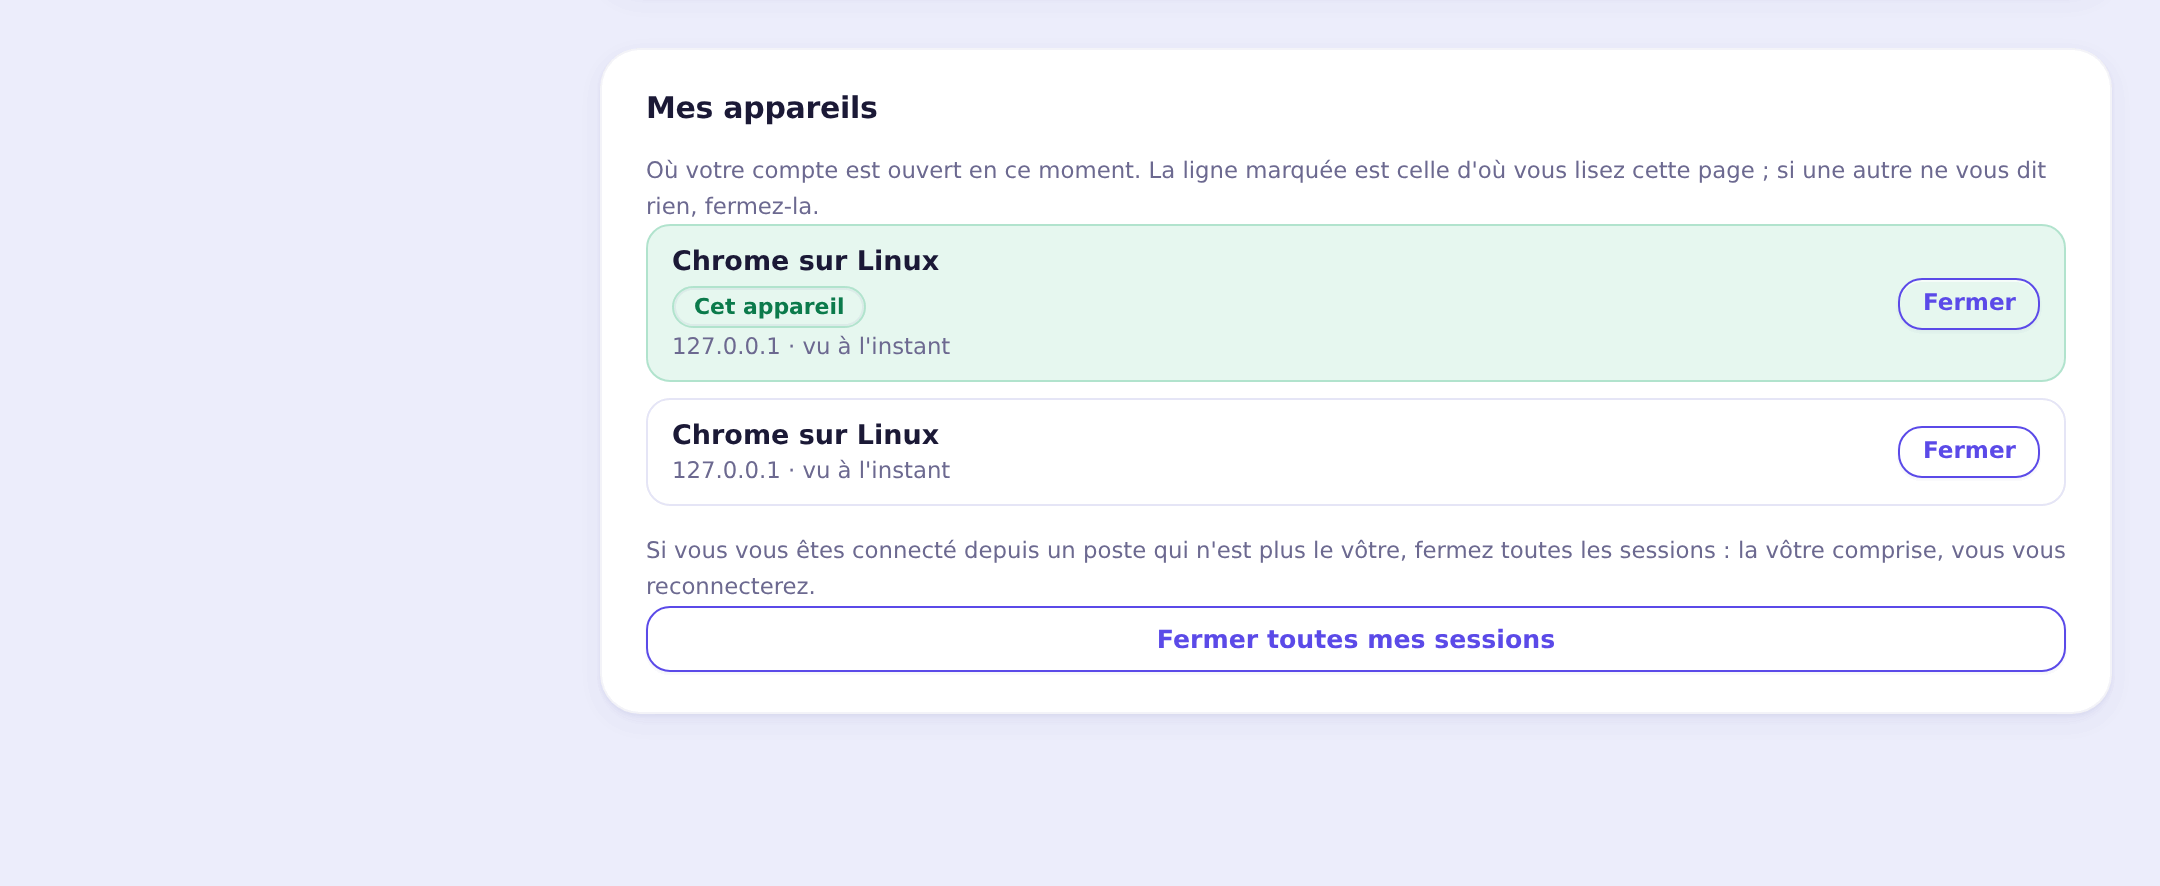 Mes appareils
Où votre compte est ouvert en ce moment. La ligne marquée est celle d'où vous lisez cette page ; si une autre ne vous dit
rien, fermez-la.
Chrome sur Linux
Cet appareil
127.0.0.1 · vu à l'instant
Fermer
Chrome sur Linux
127.0.0.1 · vu à l'instant
Fermer
Si vous vous êtes connecté depuis un poste qui n'est plus le vôtre, fermez toutes les sessions : la vôtre comprise, vous vous
reconnecterez.
Fermer toutes mes sessions